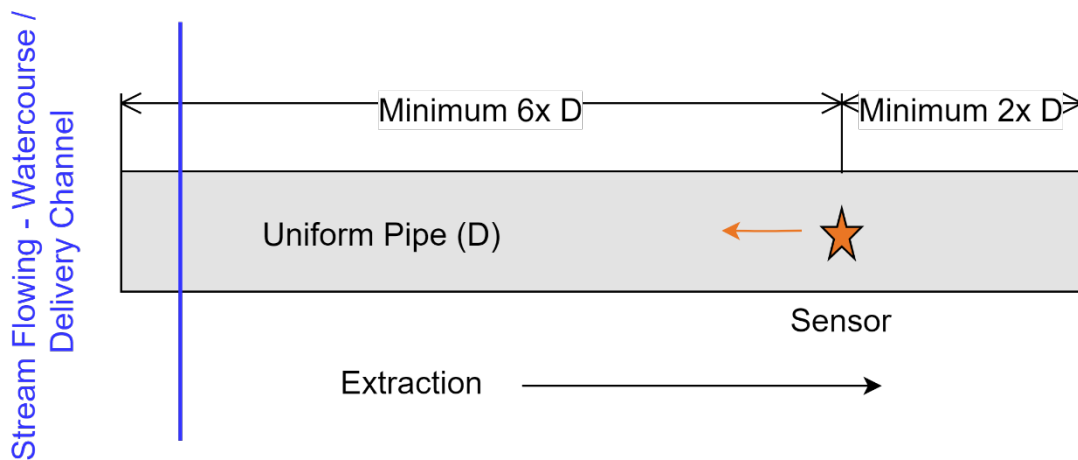 Stream Flowing - Watercourse /
Delivery Channel
Minimum 6x D
Minimum 2x D
Uniform Pipe (D)
Sensor
Extraction